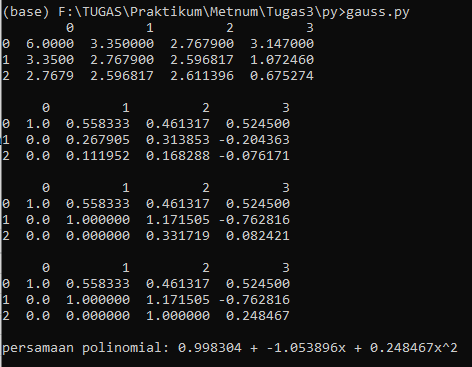 (base) F:\TUGAS\Praktikum\Metnum\Tugas3\py>gauss.py
        0         1         2         3
0  6.0000  3.350000  2.767900  3.147000
1  3.3500  2.767900  2.596817  1.072460
2  2.7679  2.596817  2.611396  0.675274
     0         1         2         3
0  1.0  0.558333  0.461317  0.524500
1  0.0  0.267905  0.313853 -0.204363
2  0.0  0.111952  0.168288 -0.076171
     0         1         2         3
0  1.0  0.558333  0.461317  0.524500
1  0.0  1.000000  1.171505 -0.762816
2  0.0  0.000000  0.331719  0.082421
     0         1         2         3
0  1.0  0.558333  0.461317  0.524500
1  0.0  1.000000  1.171505 -0.762816
2  0.0  0.000000  1.000000  0.248467
persamaan polinomial: 0.998304 + -1.053896x + 0.248467x^2